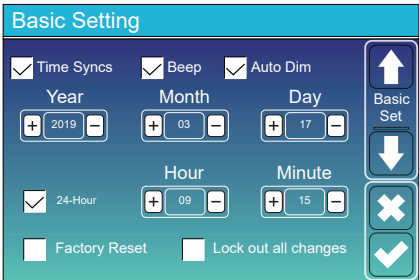 Basic Setting
Time Syncs Beep Auto Dim
Year Month Day
+ 2019 − + 03 − + 17 −
Basic
Set
Hour Minute
24-Hour + 09 − + 15 −
Factory Reset Lock out all changes